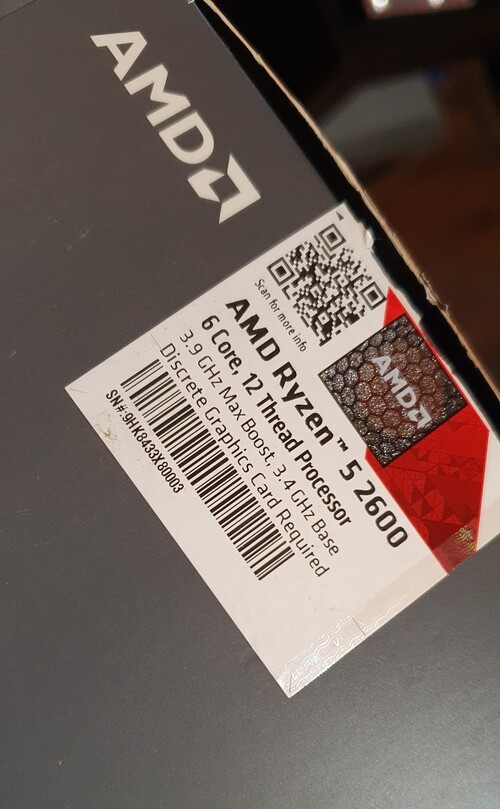 AMD
Scan for more info
AMD
AMD Ryzen™ 5 2600
6 Core, 12 Thread Processor
3.9 GHz Max Boost, 3.4 GHz Base
Discrete Graphics Card Required
SN#:9HK8433X80003